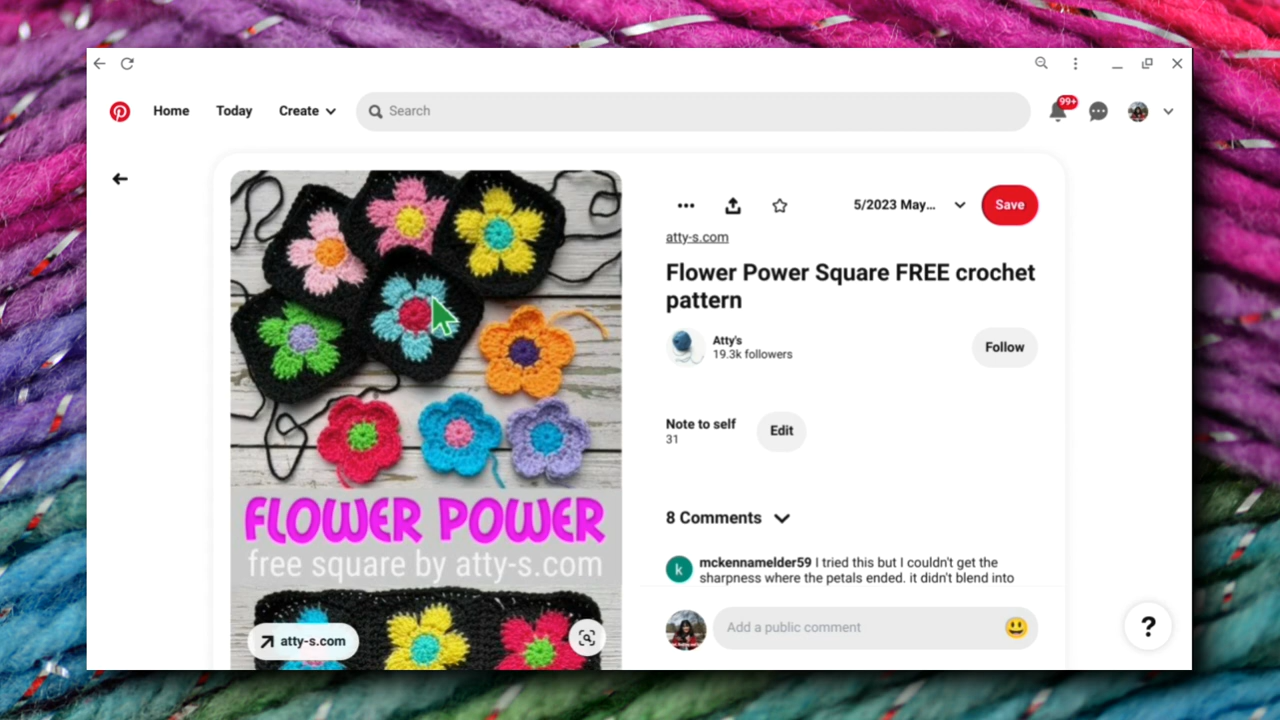 Home Today Create Search 99+
5/2023 May... Save
atty-s.com
Flower Power Square FREE crochet
pattern
Atty's
19.3k followers
Follow
Note to self
31
Edit
8 Comments
k
mckennamelder59 I tried this but I couldn't get the
sharpness where the petals ended. it didn't blend into
Add a public comment
?
FLOWER POWER
free square by atty-s.com
atty-s.com